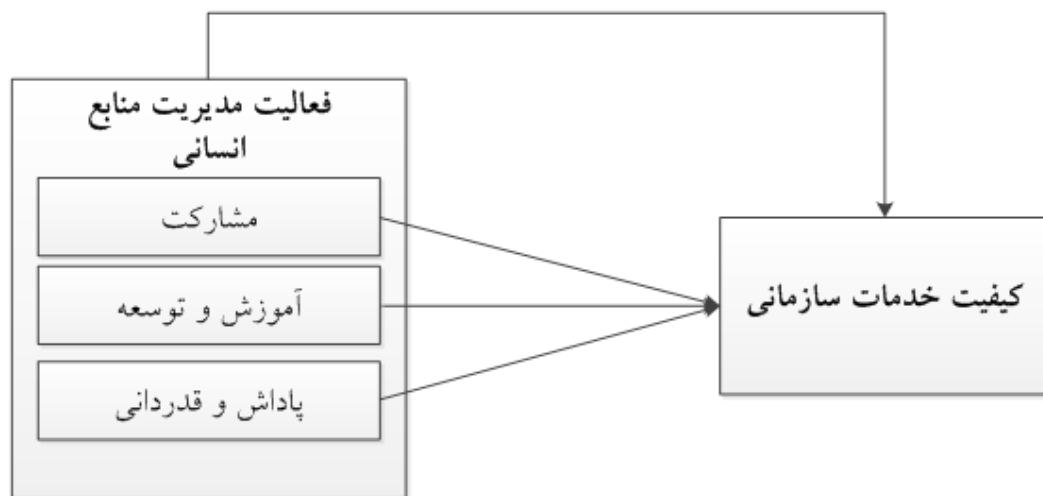 فعالیت مدیریت منابع
انسانی
مشارکت
آموزش و توسعه
پاداش و قدردانی
کیفیت خدمات سازمانی